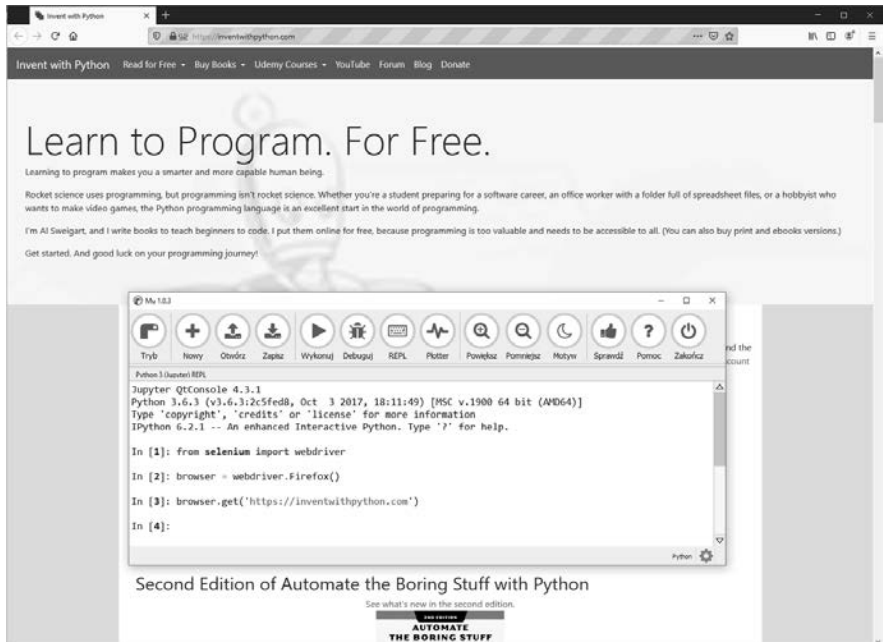 Invent with Python
https://inventwithpython.com
Invent with Python Read for Free Buy Books Udemy Courses YouTube Forum Blog Donate
Learn to Program. For Free.
Learning to program makes you a smarter and more capable human being.
Rocket science uses programming, but programming isn't rocket science. Whether you're a student preparing for a software career, an office worker with a folder full of spreadsheet files, or a hobbyist who
wants to make video games, the Python programming language is an excellent start in the world of programming.
I'm Al Sweigart, and I write books to teach beginners to code. I put them online for free, because programming is too valuable and needs to be accessible to all. (You can also buy print and ebooks versions.)
Get started. And good luck on your programming journey!
Mu 1.0.3
Tryb Nowy Otwórz Zapisz Wykonuj Debuguj REPL Plotter Powiększ Pomniejsz Motyw Sprawdź Pomoc Zakończ
nd the
count
Python 3 (Jupyter) REPL
Jupyter QtConsole 4.3.1
Python 3.6.3 (v3.6.3:2c5fed8, Oct 3 2017, 18:11:49) [MSC v.1900 64 bit (AMD64)]
Type 'copyright', 'credits' or 'license' for more information
IPython 6.2.1 -- An enhanced Interactive Python. Type '?' for help.
In [1]: from selenium import webdriver
In [2]: browser = webdriver.Firefox()
In [3]: browser.get('https://inventwithpython.com')
In [4]:
Python
Second Edition of Automate the Boring Stuff with Python
See what's new in the second edition.
2ND EDITION
AUTOMATE
THE BORING STUFF